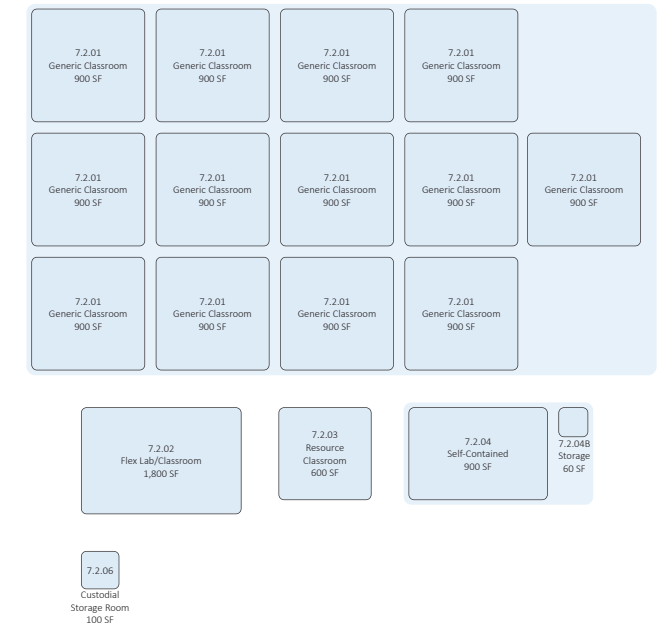 7.2.01
Generic Classroom
900 SF
7.2.01
Generic Classroom
900 SF
7.2.01
Generic Classroom
900 SF
7.2.01
Generic Classroom
900 SF
7.2.01
Generic Classroom
900 SF
7.2.01
Generic Classroom
900 SF
7.2.01
Generic Classroom
900 SF
7.2.01
Generic Classroom
900 SF
7.2.01
Generic Classroom
900 SF
7.2.01
Generic Classroom
900 SF
7.2.01
Generic Classroom
900 SF
7.2.01
Generic Classroom
900 SF
7.2.01
Generic Classroom
900 SF
7.2.02
Flex Lab/Classroom
1,800 SF
7.2.03
Resource
Classroom
600 SF
7.2.04
Self-Contained
900 SF
7.2.04B
Storage
60 SF
7.2.06
Custodial
Storage Room
100 SF